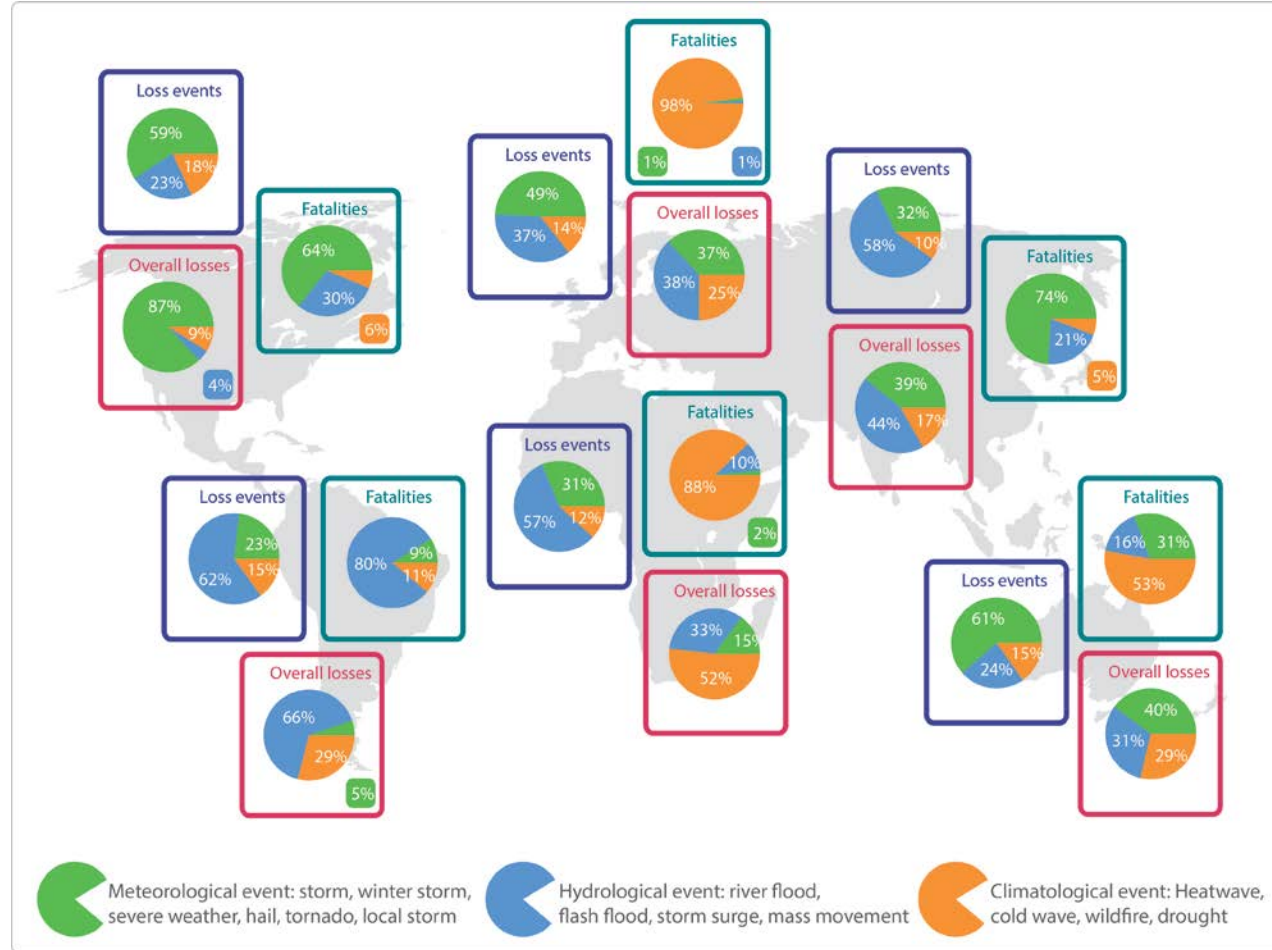 Loss events
59%
18%
23%
Fatalities
64%
30%
6%
Overall losses
87%
9%
4%
Loss events
49%
14%
37%
Fatalities
98%
1%
1%
Overall losses
37%
38%
25%
Loss events
32%
58%
10%
Fatalities
74%
21%
5%
Overall losses
39%
44%
17%
Loss events
23%
62%
15%
Fatalities
80%
9%
11%
Overall losses
66%
29%
5%
Loss events
31%
57%
12%
Fatalities
10%
88%
2%
Overall losses
33%
15%
52%
Loss events
61%
15%
24%
Fatalities
16%
31%
53%
Overall losses
40%
31%
29%
Meteorological event: storm, winter storm,
severe weather, hail, tornado, local storm
Hydrological event: river flood,
flash flood, storm surge, mass movement
Climatological event: Heatwave,
cold wave, wildfire, drought